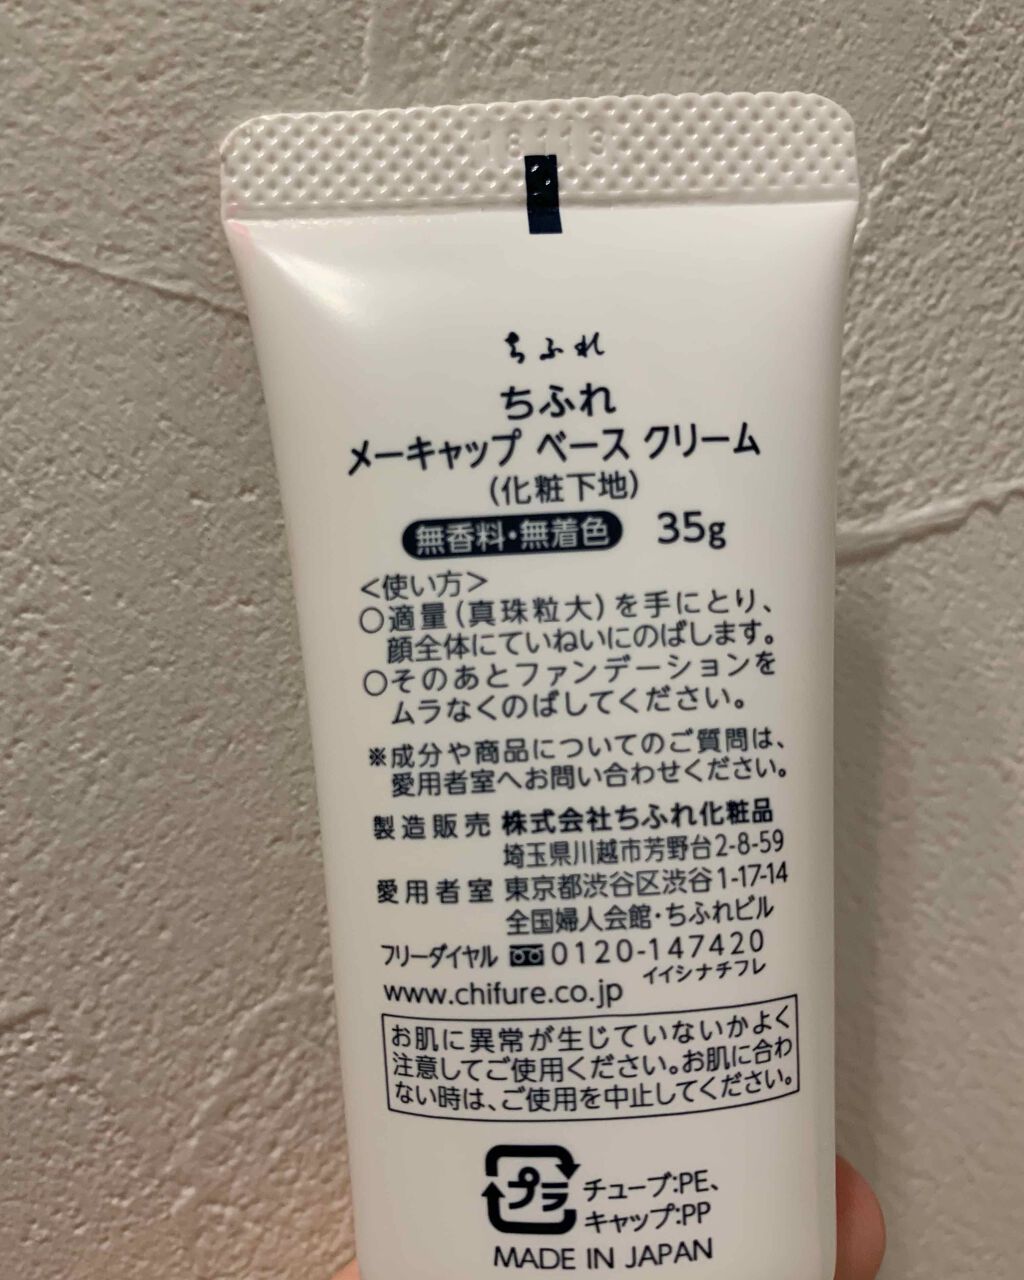 ちふれ
ちふれ
メーキャップ ベース クリーム
(化粧下地)
無香料・無着色 35g
<使い方>
○適量(真珠粒大)を手にとり、
顔全体にていねいにのばします。
○そのあとファンデーションを
ムラなくのばしてください。
※成分や商品についてのご質問は、
愛用者室へお問い合わせください。
製造販売 株式会社ちふれ化粧品
埼玉県川越市芳野台2-8-59
愛用者室 東京都渋谷区渋谷1-17-14
全国婦人会館・ちふれビル
フリーダイヤル 0120-147420
イイシナチフレ
www.chifure.co.jp
お肌に異常が生じていないかよく
注意してご使用ください。お肌に合わ
ない時は、ご使用を中止してください。
プラ チューブ:PE、
キャップ:PP
MADE IN JAPAN